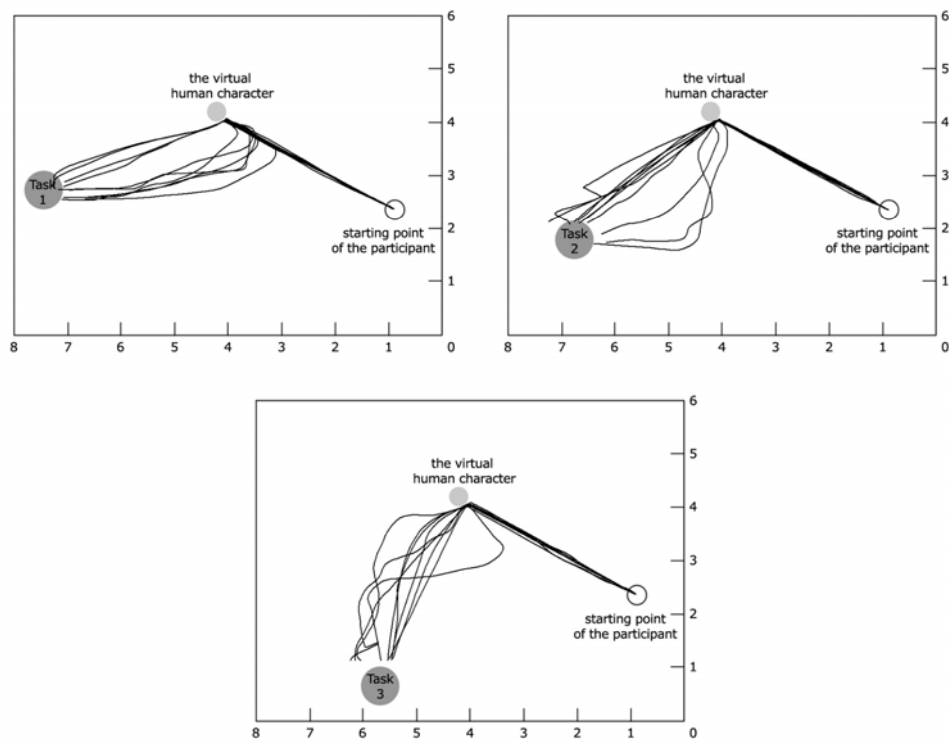 6
5
the virtual
human character
4
3
Task
1
2
starting point
of the participant
1
8 7 6 5 4 3 2 1 0
6
5
the virtual
human character
4
3
2
Task
2
starting point
of the participant
1
8 7 6 5 4 3 2 1 0
6
5
the virtual
human character
4
3
2
starting point
of the participant
1
Task
3
8 7 6 5 4 3 2 1 0